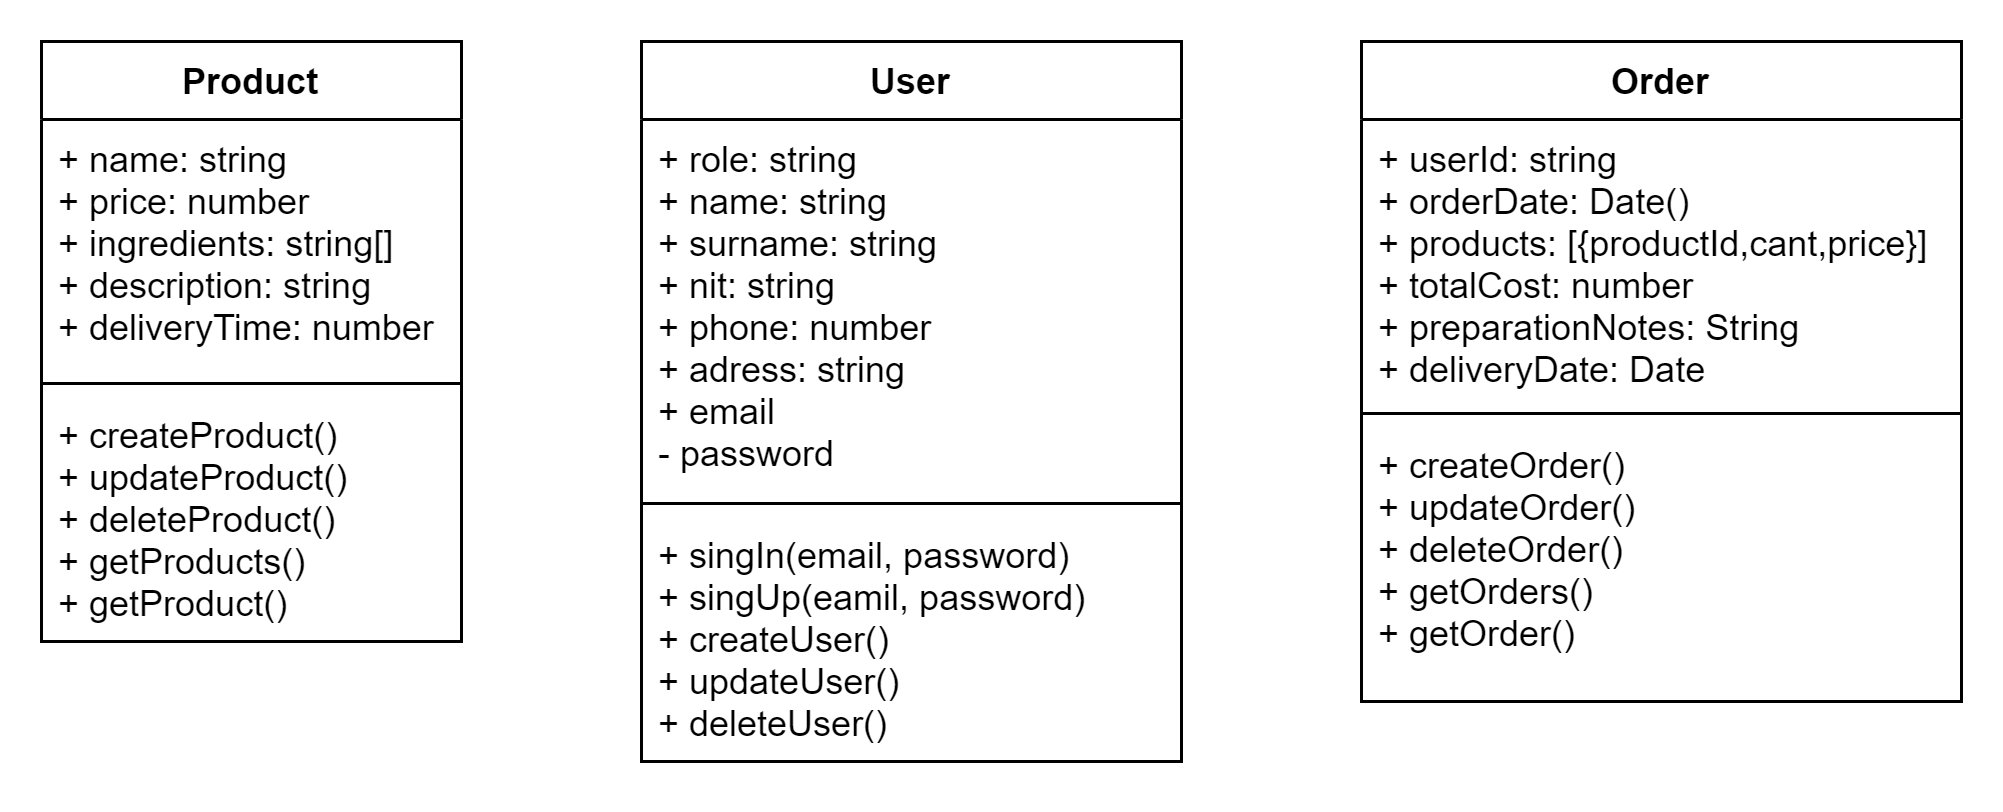 Product
+ name: string
+ price: number
+ ingredients: string[]
+ description: string
+ deliveryTime: number
+ createProduct()
+ updateProduct()
+ deleteProduct()
+ getProducts()
+ getProduct()
User
+ role: string
+ name: string
+ surname: string
+ nit: string
+ phone: number
+ adress: string
+ email
- password
+ singIn(email, password)
+ singUp(eamil, password)
+ createUser()
+ updateUser()
+ deleteUser()
Order
+ userId: string
+ orderDate: Date()
+ products: [{productId,cant,price}]
+ totalCost: number
+ preparationNotes: String
+ deliveryDate: Date
+ createOrder()
+ updateOrder()
+ deleteOrder()
+ getOrders()
+ getOrder()